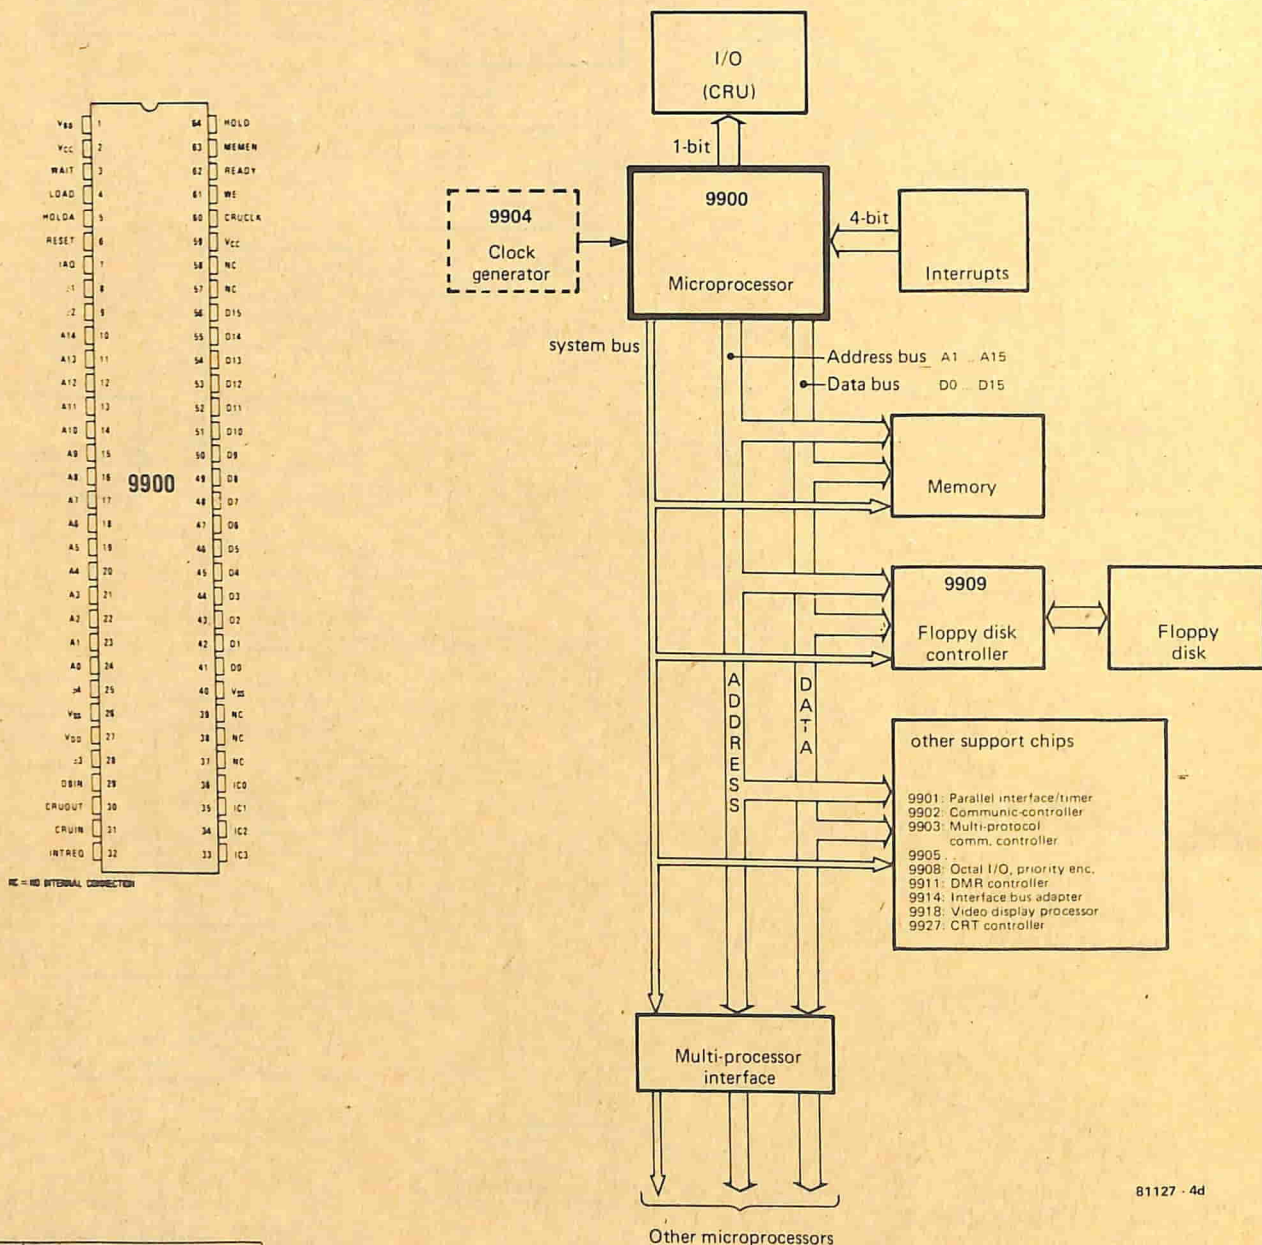 VSS 1 64 HOLD
VCC 2 63 MEMEN
WAIT 3 62 READY
LOAD 4 61 WE
HOLDA 5 60 CRUCLK
RESET 6 59 VCC
IAQ 7 58 NC
8 57 NC
9 56 D15
A14 10 55 D14
A13 11 54 D13
A12 12 53 D12
A11 13 52 D11
A10 14 51 D10
A9 15 50 D9
A8 16 49 D8
9900
A7 17 48 D7
A6 18 47 D6
A5 19 46 D5
A4 20 45 D4
A3 21 44 D3
A2 22 43 D2
A1 23 42 D1
A0 24 41 D0
25 40 VSS
VSS 26 39 NC
VDD 27 38 NC
28 37 NC
DBIN 29 36 IC0
CRUOUT 30 35 IC1
CRUIN 31 34 IC2
INTREQ 32 33 IC3
NC = NO INTERNAL CONNECTION
I/O
(CRU)
1-bit
9904
Clock
generator
9900
Microprocessor
4-bit
Interrupts
system bus
Address bus A1 .. A15
Data bus D0 .. D15
Memory
9909
Floppy disk
controller
Floppy
disk
ADDRESS
DATA
other support chips
9901: Parallel interface/timer
9902: Communic-controller
9903: Multi-protocol
comm. controller
9905 . .
9908: Octal I/O, priority enc.
9911: DMR controller
9914: Interface bus adapter
9918: Video display processor
9927: CRT controller
Multi-processor
interface
Other microprocessors
81127 - 4d